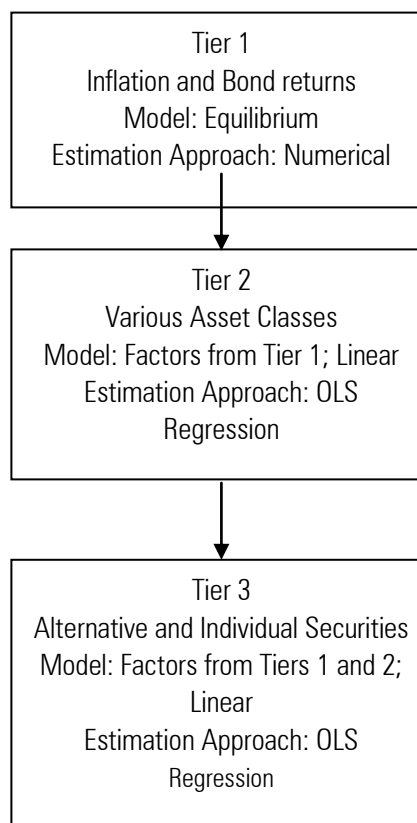 Tier 1
Inflation and Bond returns
Model: Equilibrium
Estimation Approach: Numerical
Tier 2
Various Asset Classes
Model: Factors from Tier 1; Linear
Estimation Approach: OLS
Regression
Tier 3
Alternative and Individual Securities
Model: Factors from Tiers 1 and 2;
Linear
Estimation Approach: OLS
Regression